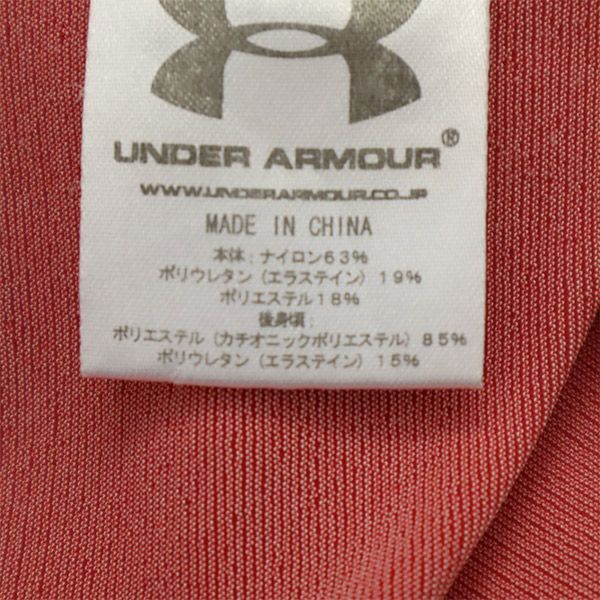 UNDER ARMOUR®
WWW.UNDERARMOUR.CO.JP
MADE IN CHINA
本体:ナイロン63%
ポリウレタン(エラステイン)19%
ポリエステル18%
後身頃:
ポリエステル(カチオニックポリエステル)85%
ポリウレタン(エラステイン)15%